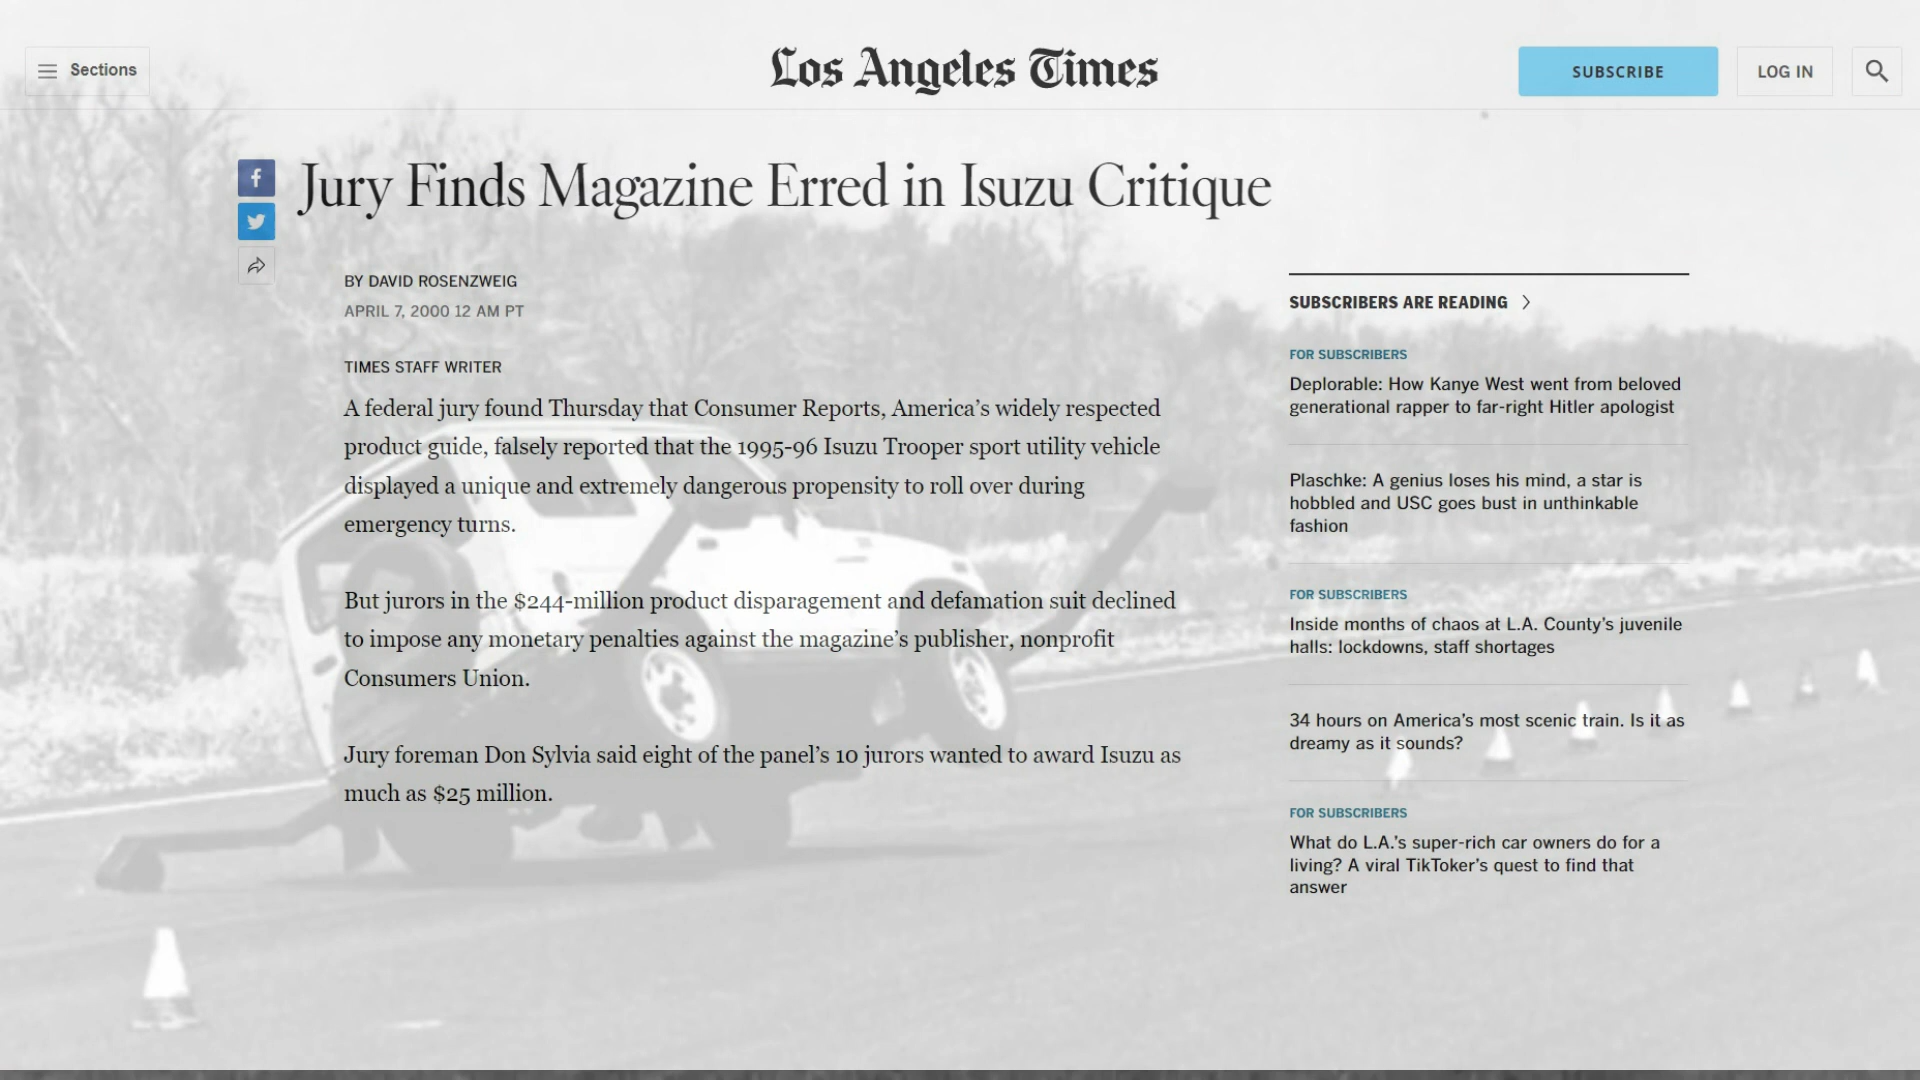 Sections
Los Angeles Times
SUBSCRIBE
LOG IN
Jury Finds Magazine Erred in Isuzu Critique
BY DAVID ROSENZWEIG
APRIL 7, 2000 12 AM PT
TIMES STAFF WRITER
A federal jury found Thursday that Consumer Reports, America’s widely respected
product guide, falsely reported that the 1995-96 Isuzu Trooper sport utility vehicle
displayed a unique and extremely dangerous propensity to roll over during
emergency turns.
But jurors in the $244-million product disparagement and defamation suit declined
to impose any monetary penalties against the magazine’s publisher, nonprofit
Consumers Union.
Jury foreman Don Sylvia said eight of the panel’s 10 jurors wanted to award Isuzu as
much as $25 million.
SUBSCRIBERS ARE READING
FOR SUBSCRIBERS
Deplorable: How Kanye West went from beloved
generational rapper to far-right Hitler apologist
Plaschke: A genius loses his mind, a star is
hobbled and USC goes bust in unthinkable
fashion
FOR SUBSCRIBERS
Inside months of chaos at L.A. County’s juvenile
halls: lockdowns, staff shortages
34 hours on America’s most scenic train. Is it as
dreamy as it sounds?
FOR SUBSCRIBERS
What do L.A.’s super-rich car owners do for a
living? A viral TikToker’s quest to find that
answer